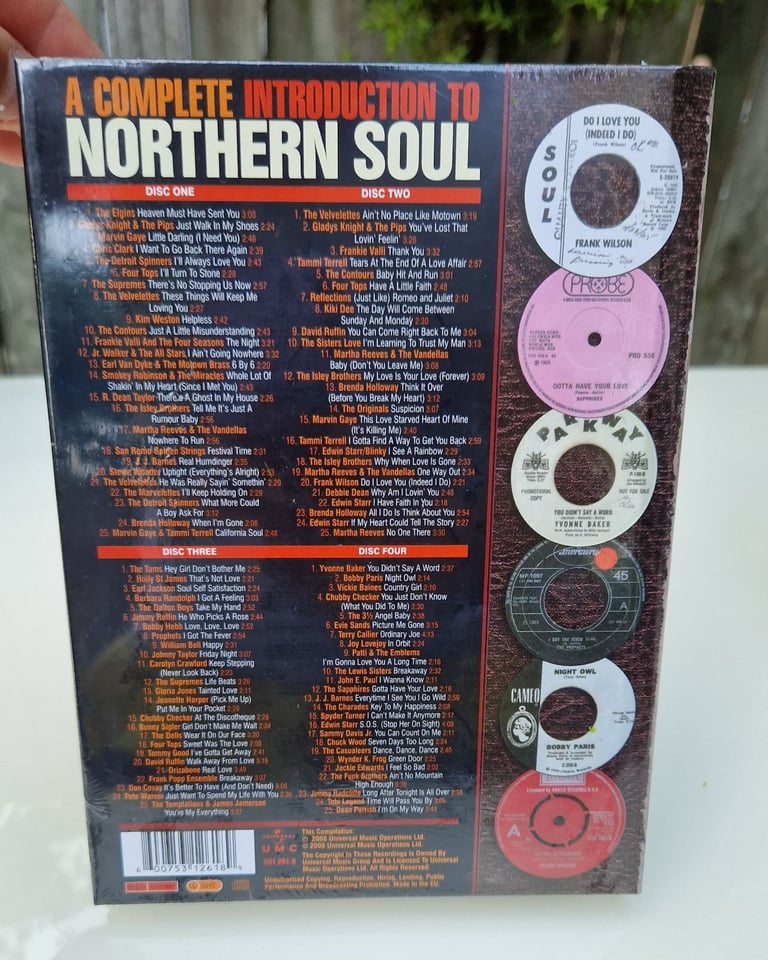 A COMPLETE INTRODUCTION TO
NORTHERN SOUL
DISC ONE
1. The Elgins Heaven Must Have Sent You 3:08
2. Gladys Knight & The Pips Just Walk In My Shoes 2:24
3. Marvin Gaye Little Darling (I Need You) 2:46
4. Chris Clark I Want To Go Back There Again 2:39
5. The Detroit Spinners I'll Always Love You 2:43
6. Four Tops I'll Turn To Stone 2:28
7. The Supremes There's No Stopping Us Now 2:57
8. The Velvelettes These Things Will Keep Me
Loving You 2:27
9. Kim Weston Helpless 2:42
10. The Contours Just A Little Misunderstanding 2:43
11. Frankie Valli And The Four Seasons The Night 3:21
12. Jr. Walker & The All Stars I Ain't Going Nowhere 3:32
13. Earl Van Dyke & The Motown Brass 6 By 6 2:20
14. Smokey Robinson & The Miracles Whole Lot Of
Shakin' In My Heart (Since I Met You) 2:43
15. R. Dean Taylor There's A Ghost In My House 2:26
16. The Isley Brothers Tell Me It's Just A
Rumour Baby 2:55
17. Martha Reeves & The Vandellas
Nowhere To Run 2:56
18. San Remo Golden Strings Festival Time 2:31
19. J. J. Barnes Real Humdinger 2:35
20. Stevie Wonder Uptight (Everything's Alright) 2:53
21. The Velvelettes He Was Really Sayin' Somethin' 2:29
22. The Marvelettes I'll Keep Holding On 2:28
23. The Detroit Spinners What More Could
A Boy Ask For 3:12
24. Brenda Holloway When I'm Gone 2:08
25. Marvin Gaye & Tammi Terrell California Soul 2:48
DISC TWO
1. The Velvelettes Ain't No Place Like Motown 3:19
2. Gladys Knight & The Pips You've Lost That
Lovin' Feelin' 3:26
3. Frankie Valli Thank You 3:32
4. Tammi Terrell Tears At The End Of A Love Affair 2:57
5. The Contours Baby Hit And Run 3:01
6. Four Tops Have A Little Faith 2:48
7. Reflections (Just Like) Romeo and Juliet 2:10
8. Kiki Dee The Day Will Come Between
Sunday And Monday 2:30
9. David Ruffin You Can Come Right Back To Me 3:04
10. The Sisters Love I'm Learning To Trust My Man 3:13
11. Martha Reeves & The Vandellas
Baby (Don't You Leave Me) 3:08
12. The Isley Brothers My Love Is Your Love (Forever) 3:09
13. Brenda Holloway Think It Over
(Before You Break My Heart) 3:12
14. The Originals Suspicion 3:07
15. Marvin Gaye This Love Starved Heart Of Mine
(It's Killing Me) 2:40
16. Tammi Terrell I Gotta Find A Way To Get You Back 2:59
17. Edwin Starr/Blinky I See A Rainbow 2:29
18. The Isley Brothers Why When Love Is Gone 2:33
19. Martha Reeves & The Vandellas One Way Out 2:34
20. Frank Wilson Do I Love You (Indeed I Do) 2:21
21. Debbie Dean Why Am I Lovin' You 2:48
22. Edwin Starr I Have Faith In You 2:18
23. Brenda Holloway All I Do Is Think About You 2:54
24. Edwin Starr If My Heart Could Tell The Story 2:27
25. Martha Reeves No One There 3:30
DISC THREE
1. The Tams Hey Girl Don't Bother Me 2:25
2. Holly St James That's Not Love 2:21
3. Earl Jackson Soul Self Satisfaction 2:24
4. Barbara Randolph I Got A Feeling 3:03
5. The Dalton Boys Take My Hand 2:52
6. Jimmy Ruffin He Who Picks A Rose 2:44
7. Bobby Hebb Love, Love, Love 2:52
8. Prophets I Got The Fever 2:54
9. William Bell Happy 2:31
10. Johnny Taylor Friday Night 3:07
11. Carolyn Crawford Keep Stepping
(Never Look Back) 2:23
12. The Supremes Life Beats 3:26
13. Gloria Jones Tainted Love 2:11
14. Jeanette Harper (Pick Me Up)
Put Me In Your Pocket 2:29
15. Chubby Checker At The Discotheque 2:28
16. Bunny Sigler Girl Don't Make Me Wait 2:34
17. The Dells Wear It On Our Face 3:20
18. Four Tops Sweet Was The Love 2:50
19. Tommy Good I've Gotta Get Away 2:41
20. David Ruffin Walk Away From Love 3:18
21. Drizabone Real Love 3:49
22. Frank Popp Ensemble Breakaway 3:37
23. Don Covay It's Better To Have (And Don't Need) 3:05
24. Pete Warner Just Want To Spend My Life With You 2:30
25. The Temptations & James Jamerson
You're My Everything 3:27
DISC FOUR
1. Yvonne Baker You Didn't Say A Word 2:37
2. Bobby Paris Night Owl 2:14
3. Vickie Baines Country Girl 2:10
4. Chubby Checker You Just Don't Know
(What You Did To Me) 2:30
5. The 3½ Angel Baby 2:38
6. Evie Sands Picture Me Gone 3:15
7. Terry Callier Ordinary Joe 4:13
8. Joy Lovejoy In Orbit 2:24
9. Patti & The Emblems
I'm Gonna Love You A Long Time 2:16
10. The Lewis Sisters Breakaway 2:32
11. John E. Paul I Wanna Know 2:11
12. The Sapphires Gotta Have Your Love 2:16
14. The Charades Key To My Happiness 2:08
13. J. J. Barnes Everytime I See You I Go Wild 2:59
15. Spyder Turner I Can't Make It Anymore 2:17
16. Edwin Starr S.O.S. (Stop Her On Sight)
17. Sammy Davis Jr. You Can Count On Me 2:11
18. Chuck Wood Seven Days Too Long 2:24
19. The Casualeers Dance, Dance, Dance 2:40
20. Wynder K. Frog Green Door 2:25
21. Jackie Edwards I Feel So Bad 2:02
22. The Funk Brothers Ain't No Mountain
High Enough 6:38
23. Jimmy Radcliffe Long After Tonight Is All Over 2:38
24. Tobi Legend Time Will Pass You By 3:06
25. Dean Parrish I'm On My Way 2:49
UNIVERSAL
UMC
531 261-8
6 00753 12618 9
This Compilation:
℗ 2008 Universal Music Operations Ltd.
© 2008 Universal Music Operations Ltd.
The Copyright In These Recordings Is Owned By
Universal Music Group And Is Licensed To Universal
Music Operations Ltd. All Rights Reserved.
Unauthorised Copying, Reproduction, Hiring, Lending, Public
Performance And Broadcasting Prohibited. Made In the EU.
DO I LOVE YOU
(INDEED I DO)
(Frank Wilson)
SOUL
S-35019
FRANK WILSON
PROBE
PRO 556
GOTTA HAVE YOUR LOVE
SAPPHIRES
PARKWAY
P-140-B
PROMOTIONAL
COPY
NOT FOR SALE
YOU DIDN'T SAY A WORD
YVONNE BAKER
mercury
MF 1097
45
A
I GOT THE FEVER
THE PROPHETS
NIGHT OWL
CAMEO
BOBBY PARIS
A